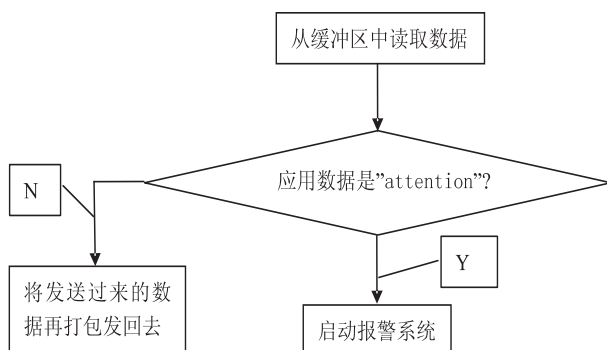 从缓冲区中读取数据
应用数据是”attention”?
N
Y
将发送过来的数
据再打包发回去
启动报警系统